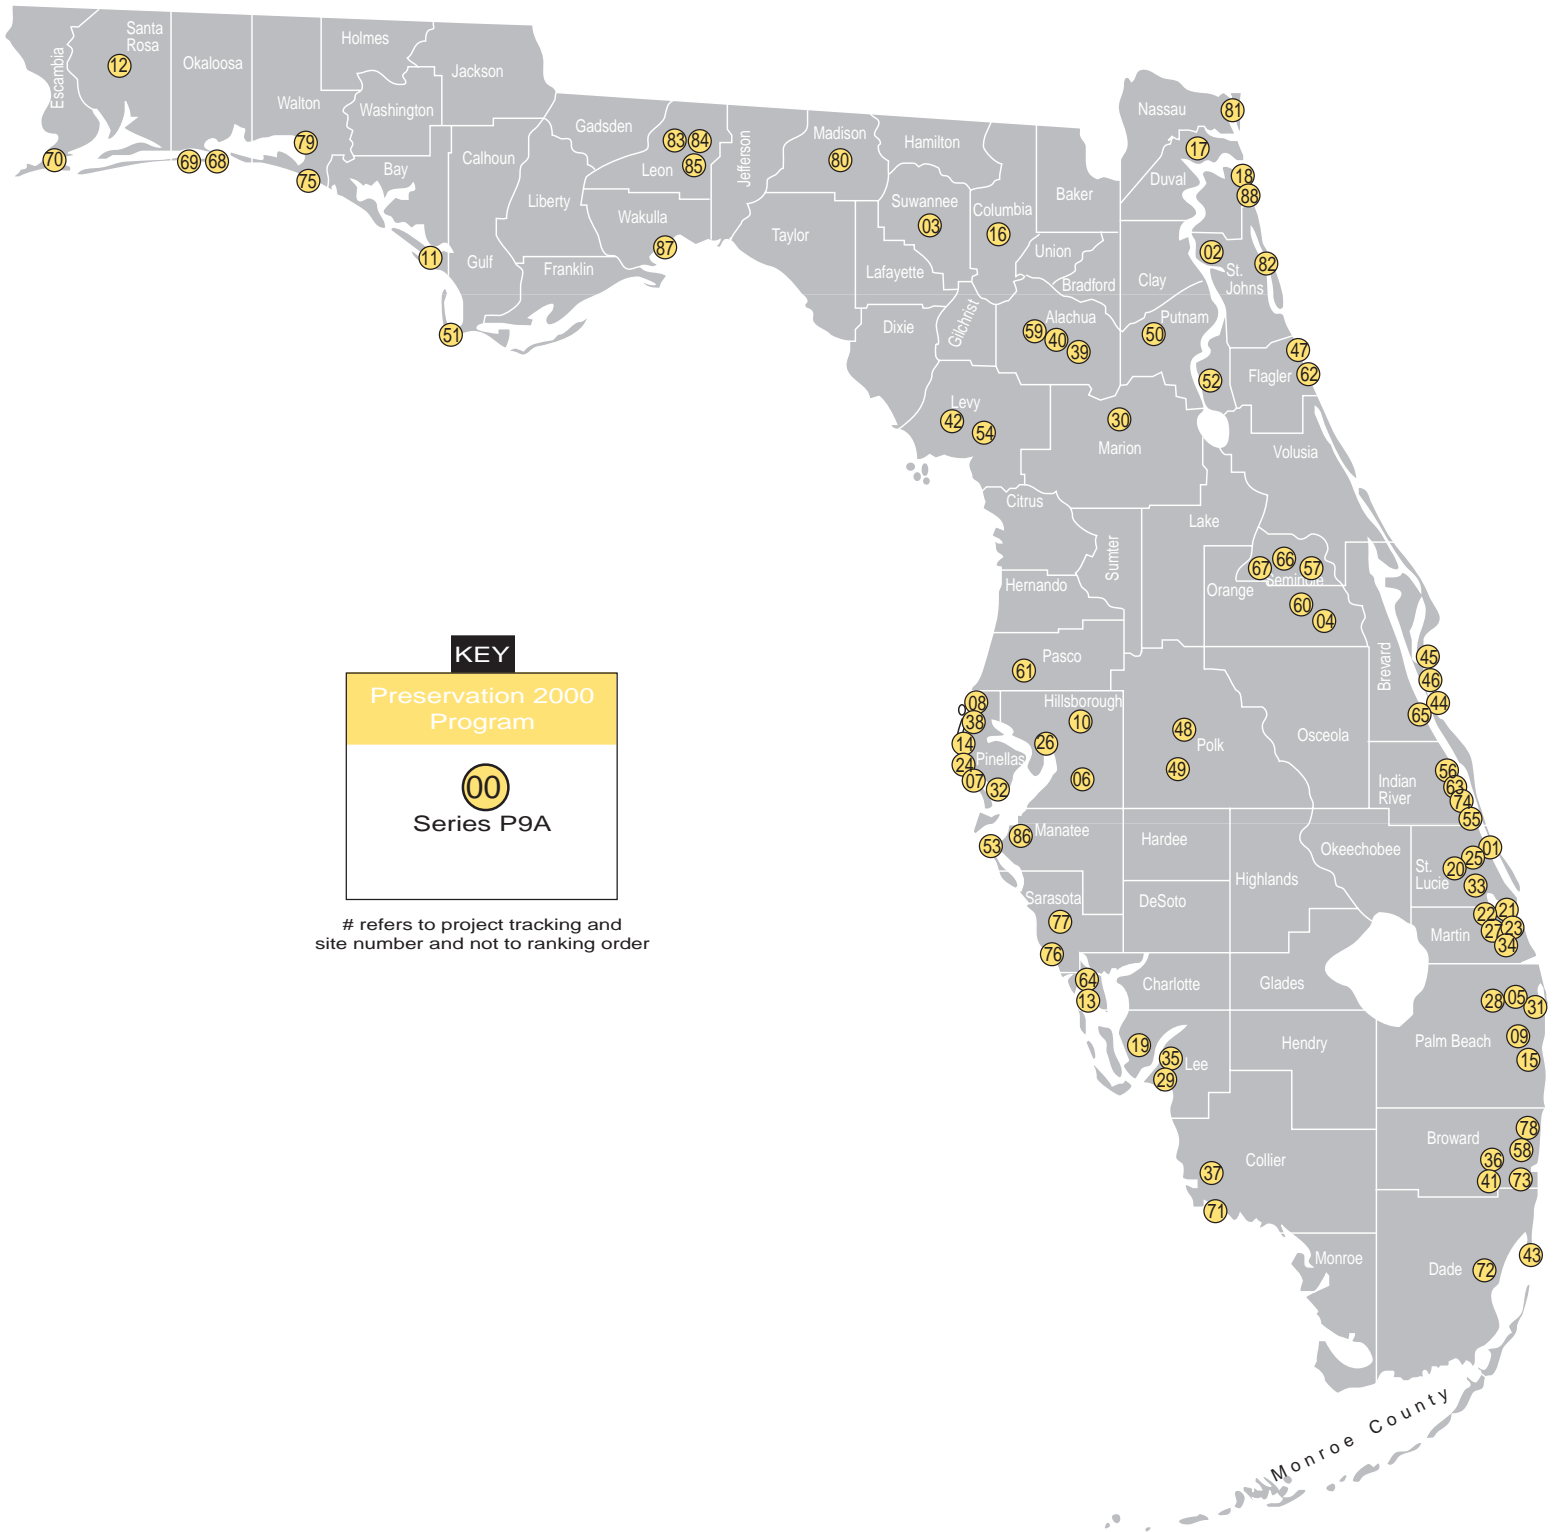 Santa
Rosa
Holmes
Okaloosa
Jackson
Escambia
12
Walton
Washington
Nassau
81
Gadsden
Madison
Hamilton
79
83
84
17
70
69
68
Bay
Calhoun
Leon
85
Jefferson
80
Duval
18
75
Liberty
Suwannee
Columbia
Baker
88
Wakulla
03
16
Taylor
87
02
11
Gulf
Franklin
Lafayette
Union
Bradford
Clay
St.
Johns
82
51
Dixie
Gilchrist
59
Alachua
40
39
Putnam
50
47
52
Flagler
62
Levy
42
54
30
Marion
Volusia
Citrus
Lake
Sumter
66
67
57
Seminole
Hernando
Orange
60
04
Pasco
61
Brevard
45
46
08
Hillsborough
44
38
10
65
14
26
48
Polk
Osceola
24
Pinellas
07
32
06
49
Indian
River
56
63
74
55
86
Manatee
53
Hardee
Okeechobee
01
25
20
St.
Lucie
33
Highlands
Sarasota
DeSoto
77
22
21
27
23
Martin
34
76
64
13
Charlotte
Glades
28
05
31
19
35
Lee
29
Hendry
Palm Beach
09
15
78
Broward
58
36
41
73
37
Collier
71
43
Monroe
Dade
72
Monroe County
KEY
Preservation 2000
Program
00
Series P9A
# refers to project tracking and
site number and not to ranking order